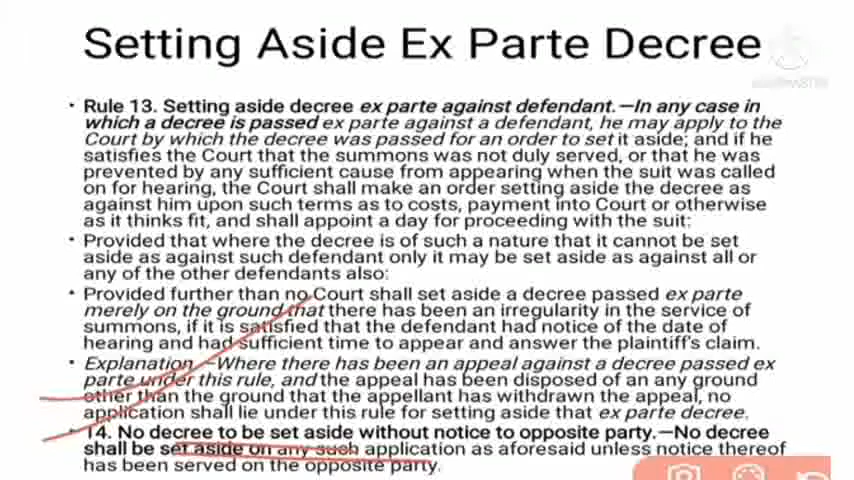 Setting Aside Ex Parte Decree
• Rule 13. Setting aside decree ex parte against defendant.—In any case in
which a decree is passed ex parte against a defendant, he may apply to the
Court by which the decree was passed for an order to set it aside; and if he
satisfies the Court that the summons was not duly served, or that he was
prevented by any sufficient cause from appearing when the suit was called
on for hearing, the Court shall make an order setting aside the decree as
against him upon such terms as to costs, payment into Court or otherwise
as it thinks fit, and shall appoint a day for proceeding with the suit:
• Provided that where the decree is of such a nature that it cannot be set
aside as against such defendant only it may be set aside as against all or
any of the other defendants also:
• Provided further than no Court shall set aside a decree passed ex parte
merely on the ground that there has been an irregularity in the service of
summons, if it is satisfied that the defendant had notice of the date of
hearing and had sufficient time to appear and answer the plaintiff's claim.
• Explanation.—Where there has been an appeal against a decree passed ex
parte under this rule, and the appeal has been disposed of an any ground
other than the ground that the appellant has withdrawn the appeal, no
application shall lie under this rule for setting aside that ex parte decree.
• 14. No decree to be set aside without notice to opposite party.—No decree
shall be set aside on any such application as aforesaid unless notice thereof
has been served on the opposite party.